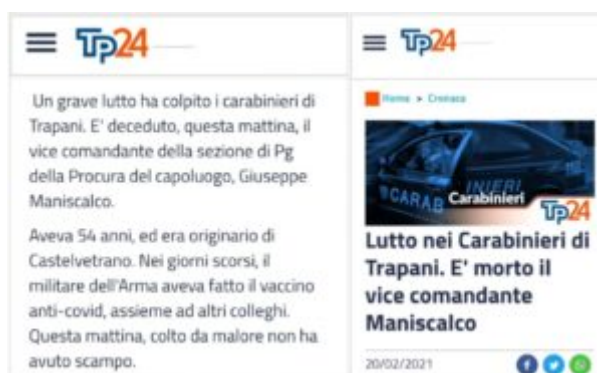 Tp24
Un grave lutto ha colpito i carabinieri di
Trapani. E' deceduto, questa mattina, il
vice comandante della sezione di Pg
della Procura del capoluogo, Giuseppe
Maniscalco.
Aveva 54 anni, ed era originario di
Castelvetrano. Nei giorni scorsi, il
militare dell'Arma aveva fatto il vaccino
anti-covid, assieme ad altri colleghi.
Questa mattina, colto da malore non ha
avuto scampo.
Tp24
Home > Cronaca
CARABINIERI
Carabinieri
Tp24
Lutto nei Carabinieri di
Trapani. E' morto il
vice comandante
Maniscalco
20/02/2021